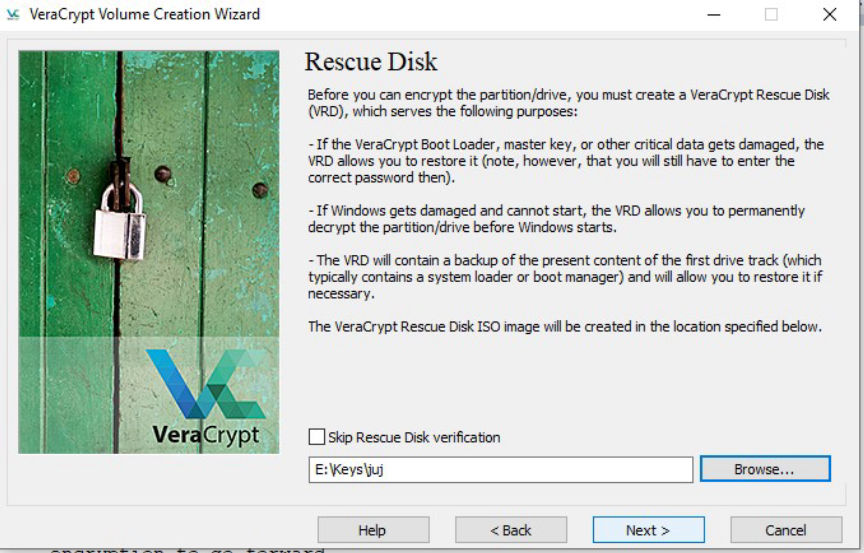 VeraCrypt Volume Creation Wizard
Rescue Disk
Before you can encrypt the partition/drive, you must create a VeraCrypt Rescue Disk
(VRD), which serves the following purposes:
- If the VeraCrypt Boot Loader, master key, or other critical data gets damaged, the
VRD allows you to restore it (note, however, that you will still have to enter the
correct password then).
- If Windows gets damaged and cannot start, the VRD allows you to permanently
decrypt the partition/drive before Windows starts.
- The VRD will contain a backup of the present content of the first drive track (which
typically contains a system loader or boot manager) and will allow you to restore it if
necessary.
The VeraCrypt Rescue Disk ISO image will be created in the location specified below.
VeraCrypt
Skip Rescue Disk verification
E:\Keys\juj
Browse...
Help
< Back
Next >
Cancel
encryption to go forward